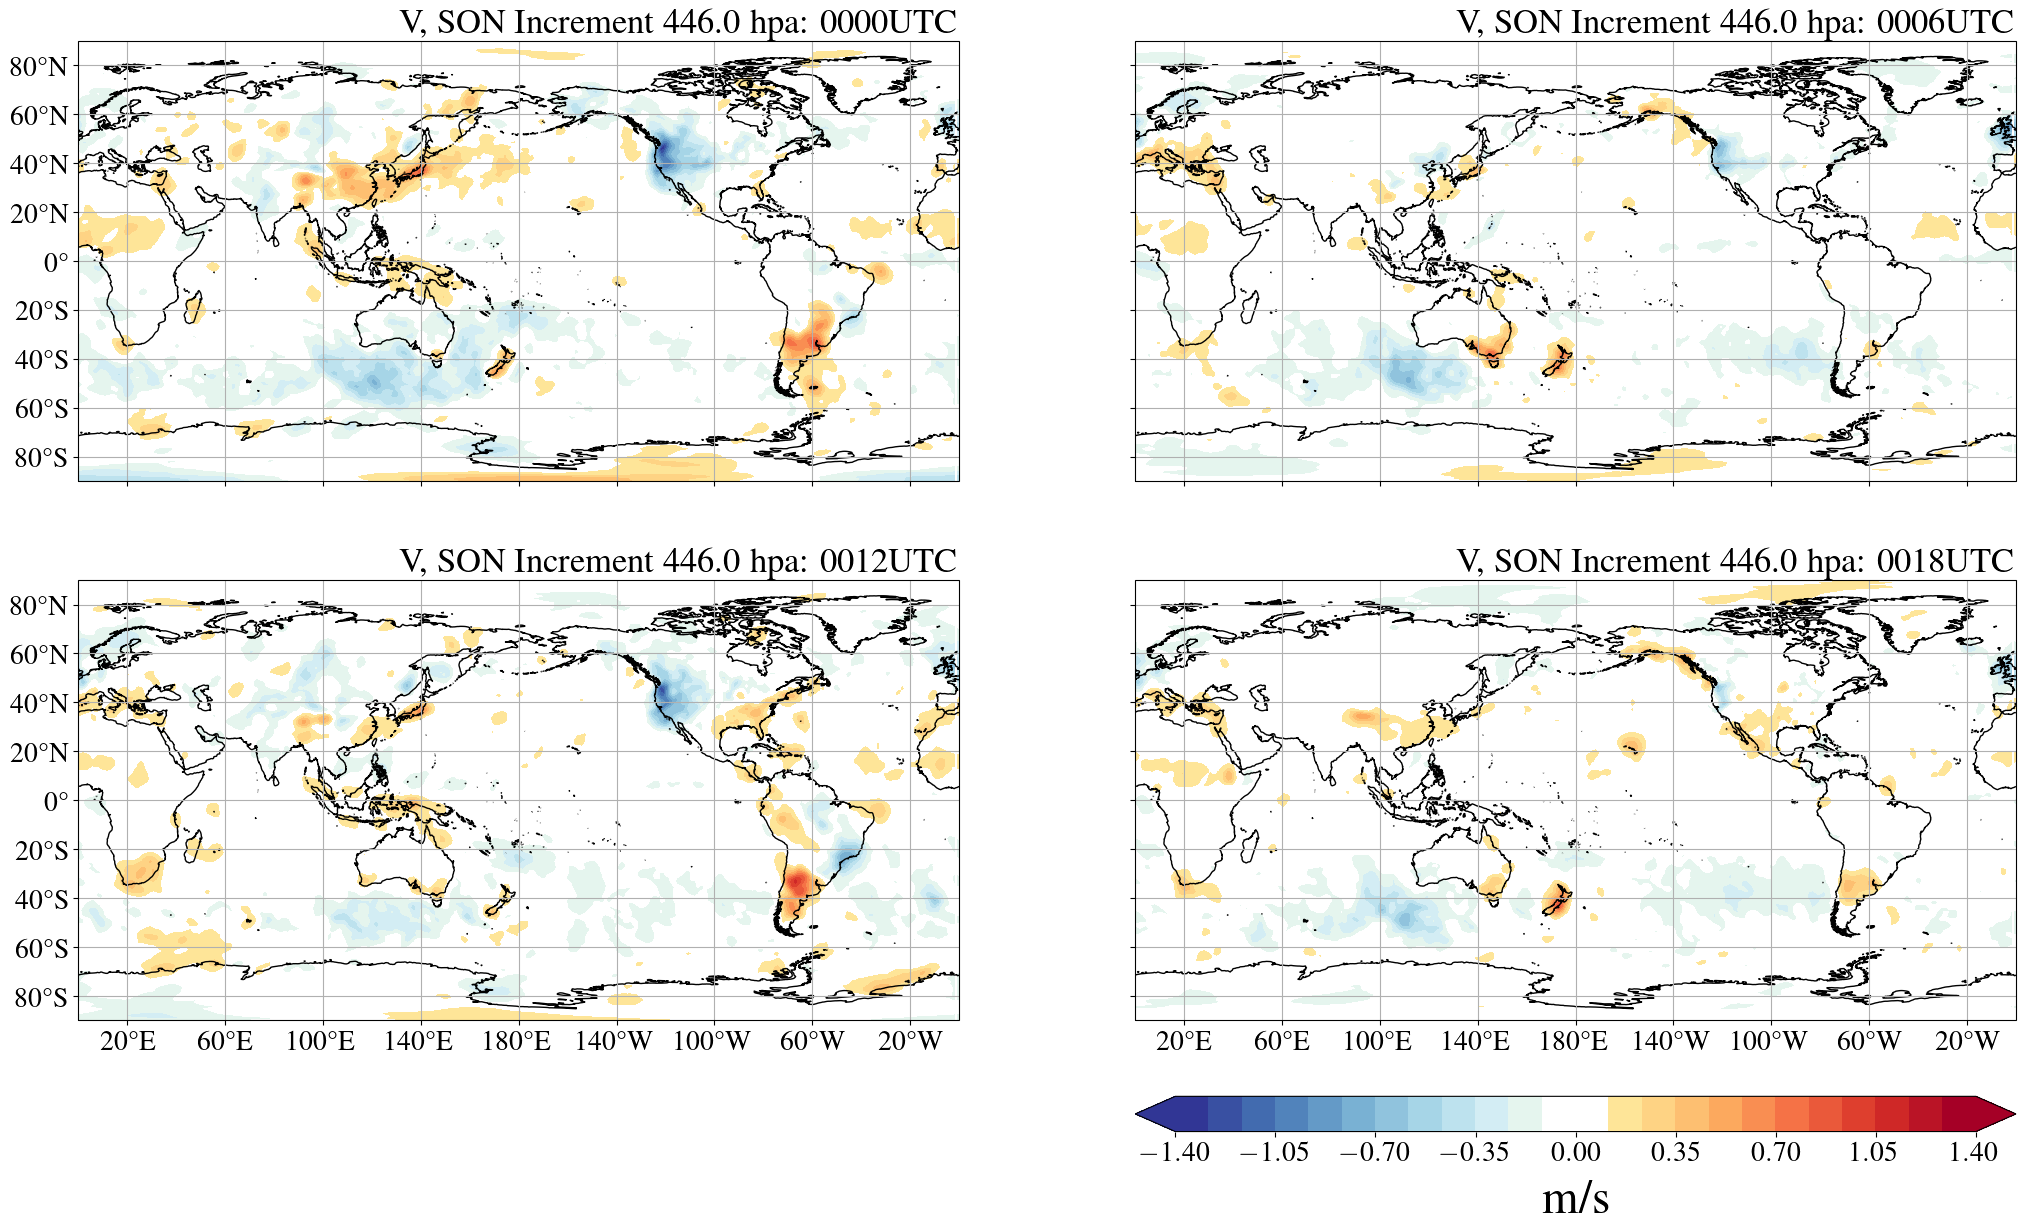 V, SON Increment 446.0 hpa: 0000UTC
V, SON Increment 446.0 hpa: 0006UTC
80°N
60°N
40°N
20°N
0°
20°S
40°S
60°S
80°S
V, SON Increment 446.0 hpa: 0012UTC
V, SON Increment 446.0 hpa: 0018UTC
80°N
60°N
40°N
20°N
0°
20°S
40°S
60°S
80°S
20°E 60°E 100°E 140°E 180°E 140°W 100°W 60°W 20°W
20°E 60°E 100°E 140°E 180°E 140°W 100°W 60°W 20°W
−1.40 −1.05 −0.70 −0.35 0.00 0.35 0.70 1.05 1.40
m/s